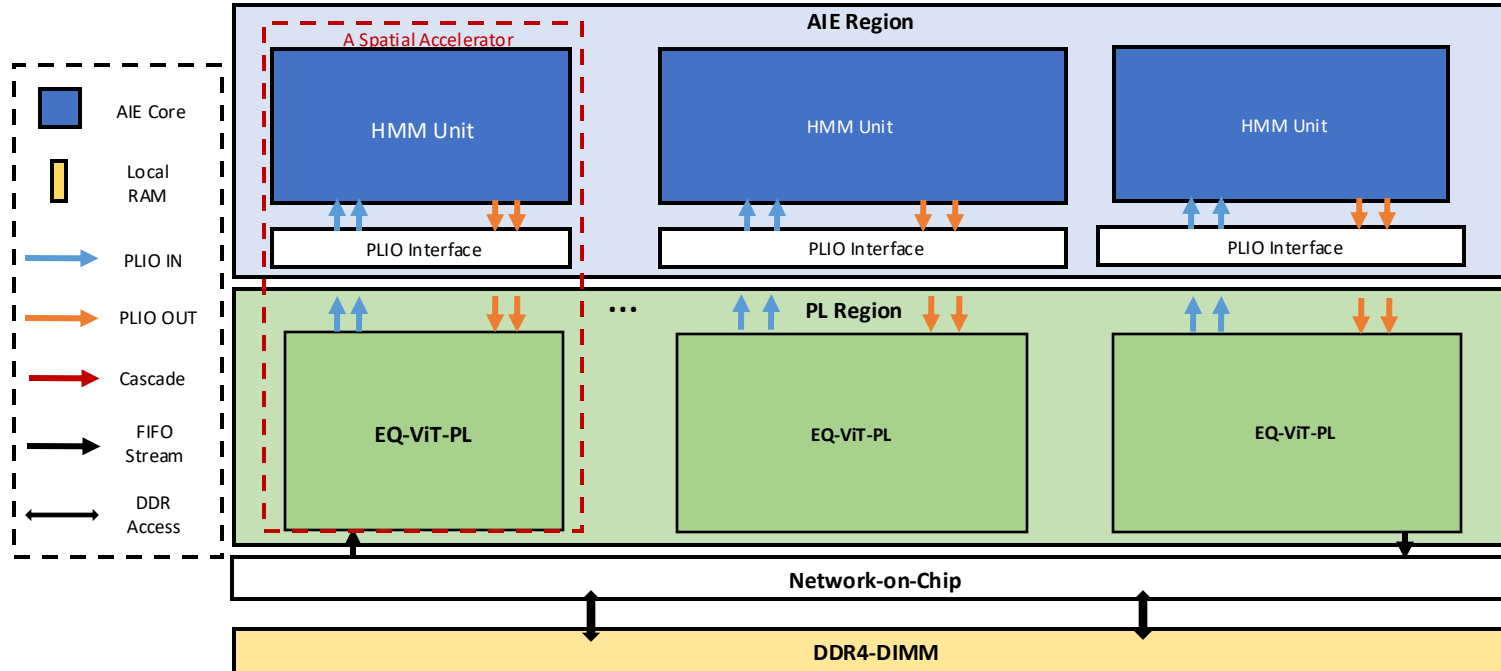 AIE Core
Local
RAM
PLIO IN
PLIO OUT
Cascade
FIFO
Stream
DDR
Access
AIE Region
A Spatial Accelerator
HMM Unit
HMM Unit
HMM Unit
PLIO Interface
PLIO Interface
PLIO Interface
...
PL Region
EQ-ViT-PL
EQ-ViT-PL
EQ-ViT-PL
Network-on-Chip
DDR4-DIMM